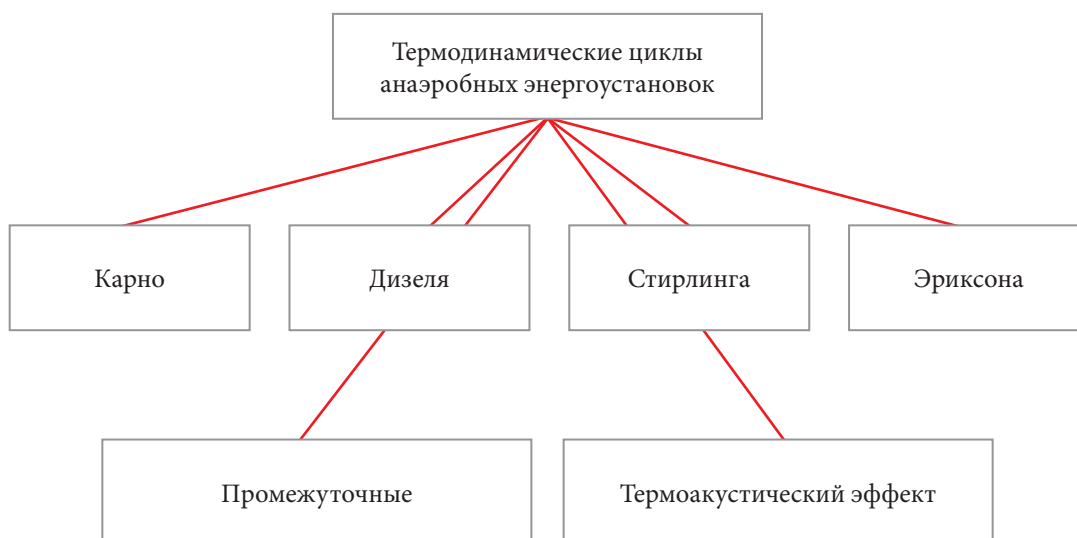 Термодинамические циклы
анаэробных энергоустановок
Карно
Дизеля
Стирлинга
Эриксона
Промежуточные
Термоакустический эффект